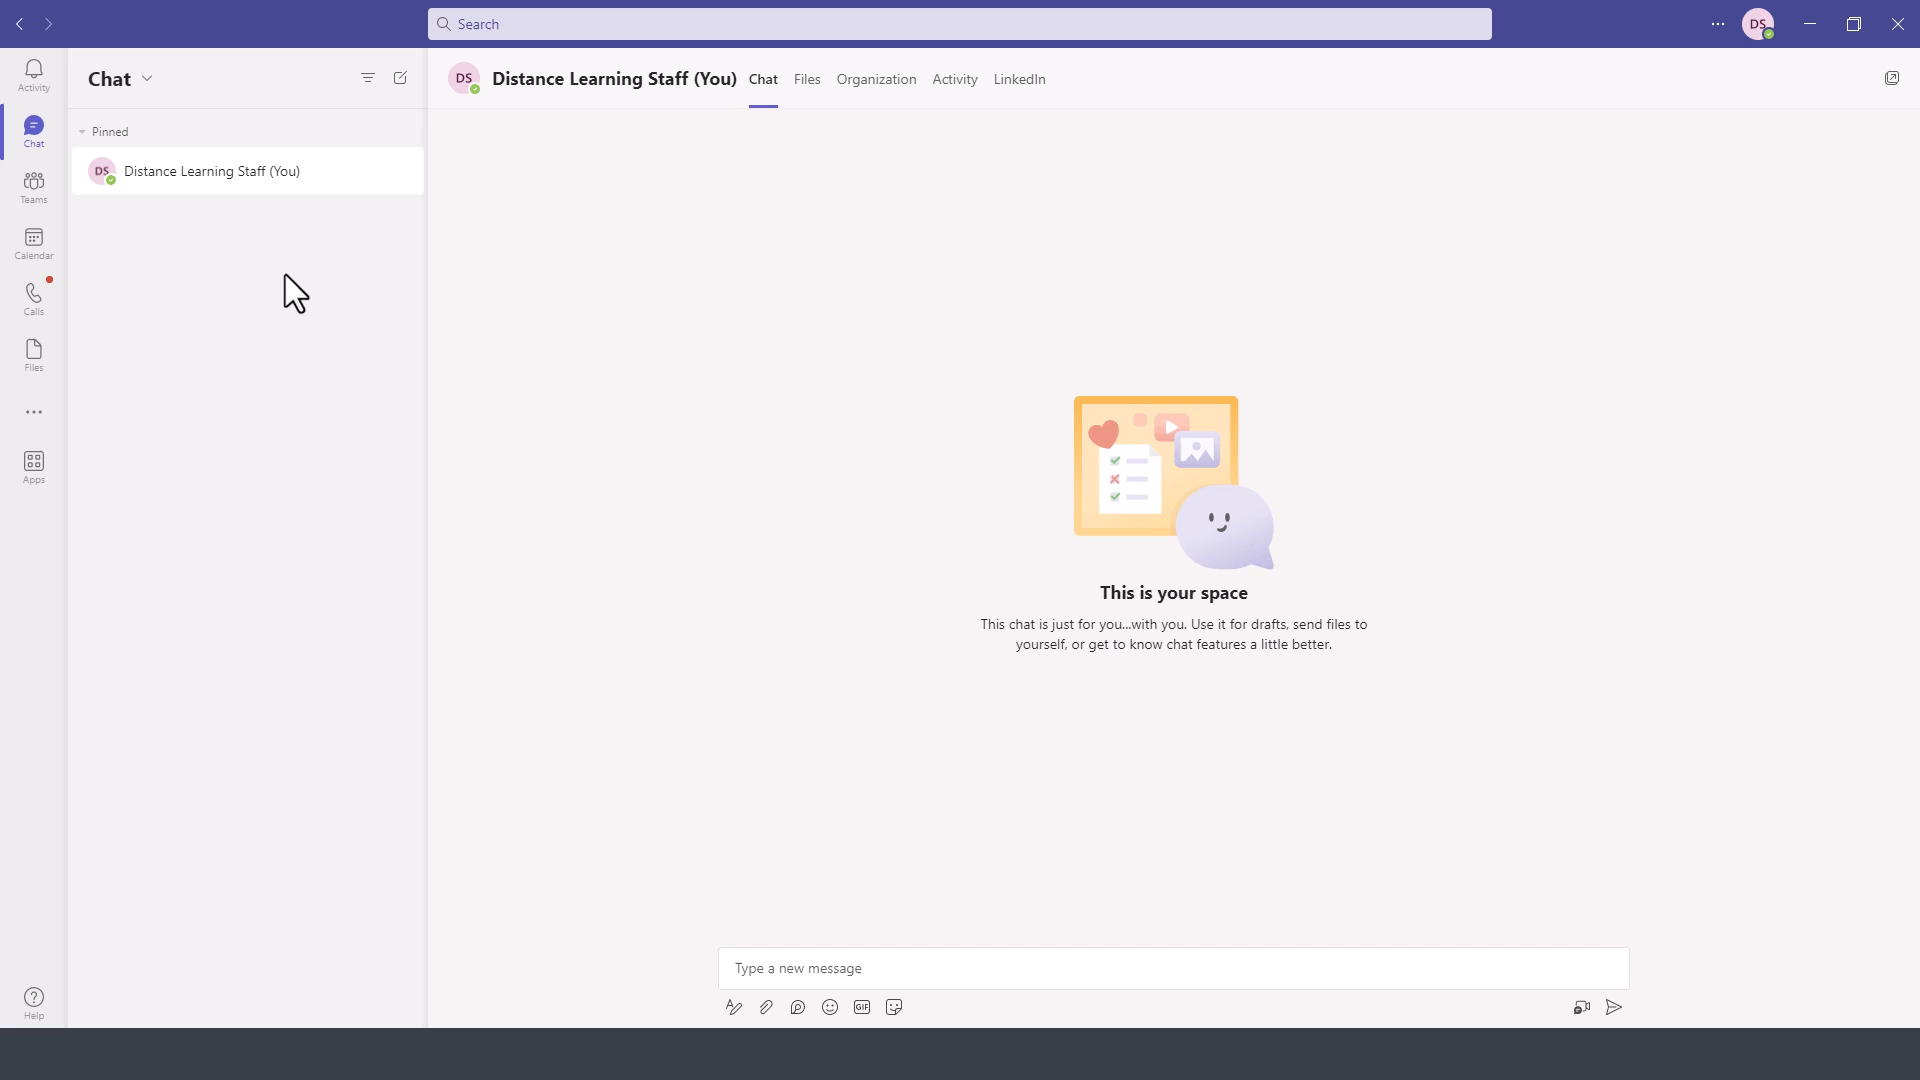 Search
DS
Activity
Chat
Teams
Calendar
Calls
Files
Apps
Help
Chat
Pinned
DS
Distance Learning Staff (You)
DS
Distance Learning Staff (You)
Chat
Files
Organization
Activity
LinkedIn
This is your space
This chat is just for you...with you. Use it for drafts, send files to
yourself, or get to know chat features a little better.
Type a new message
GIF